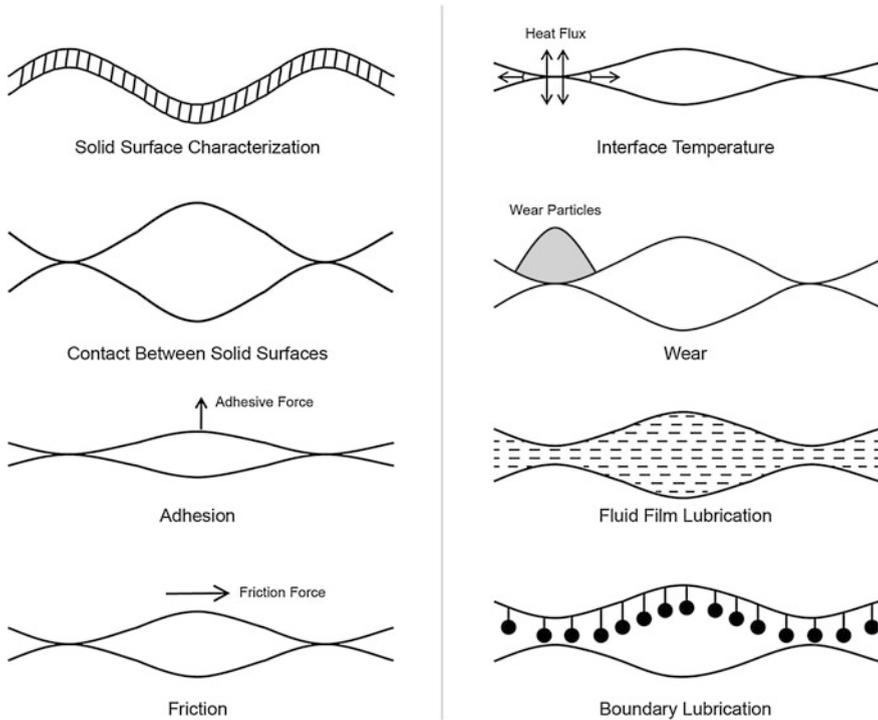 Solid Surface Characterization
Contact Between Solid Surfaces
Adhesive Force
Adhesion
Friction Force
Friction
Heat Flux
Interface Temperature
Wear Particles
Wear
Fluid Film Lubrication
Boundary Lubrication